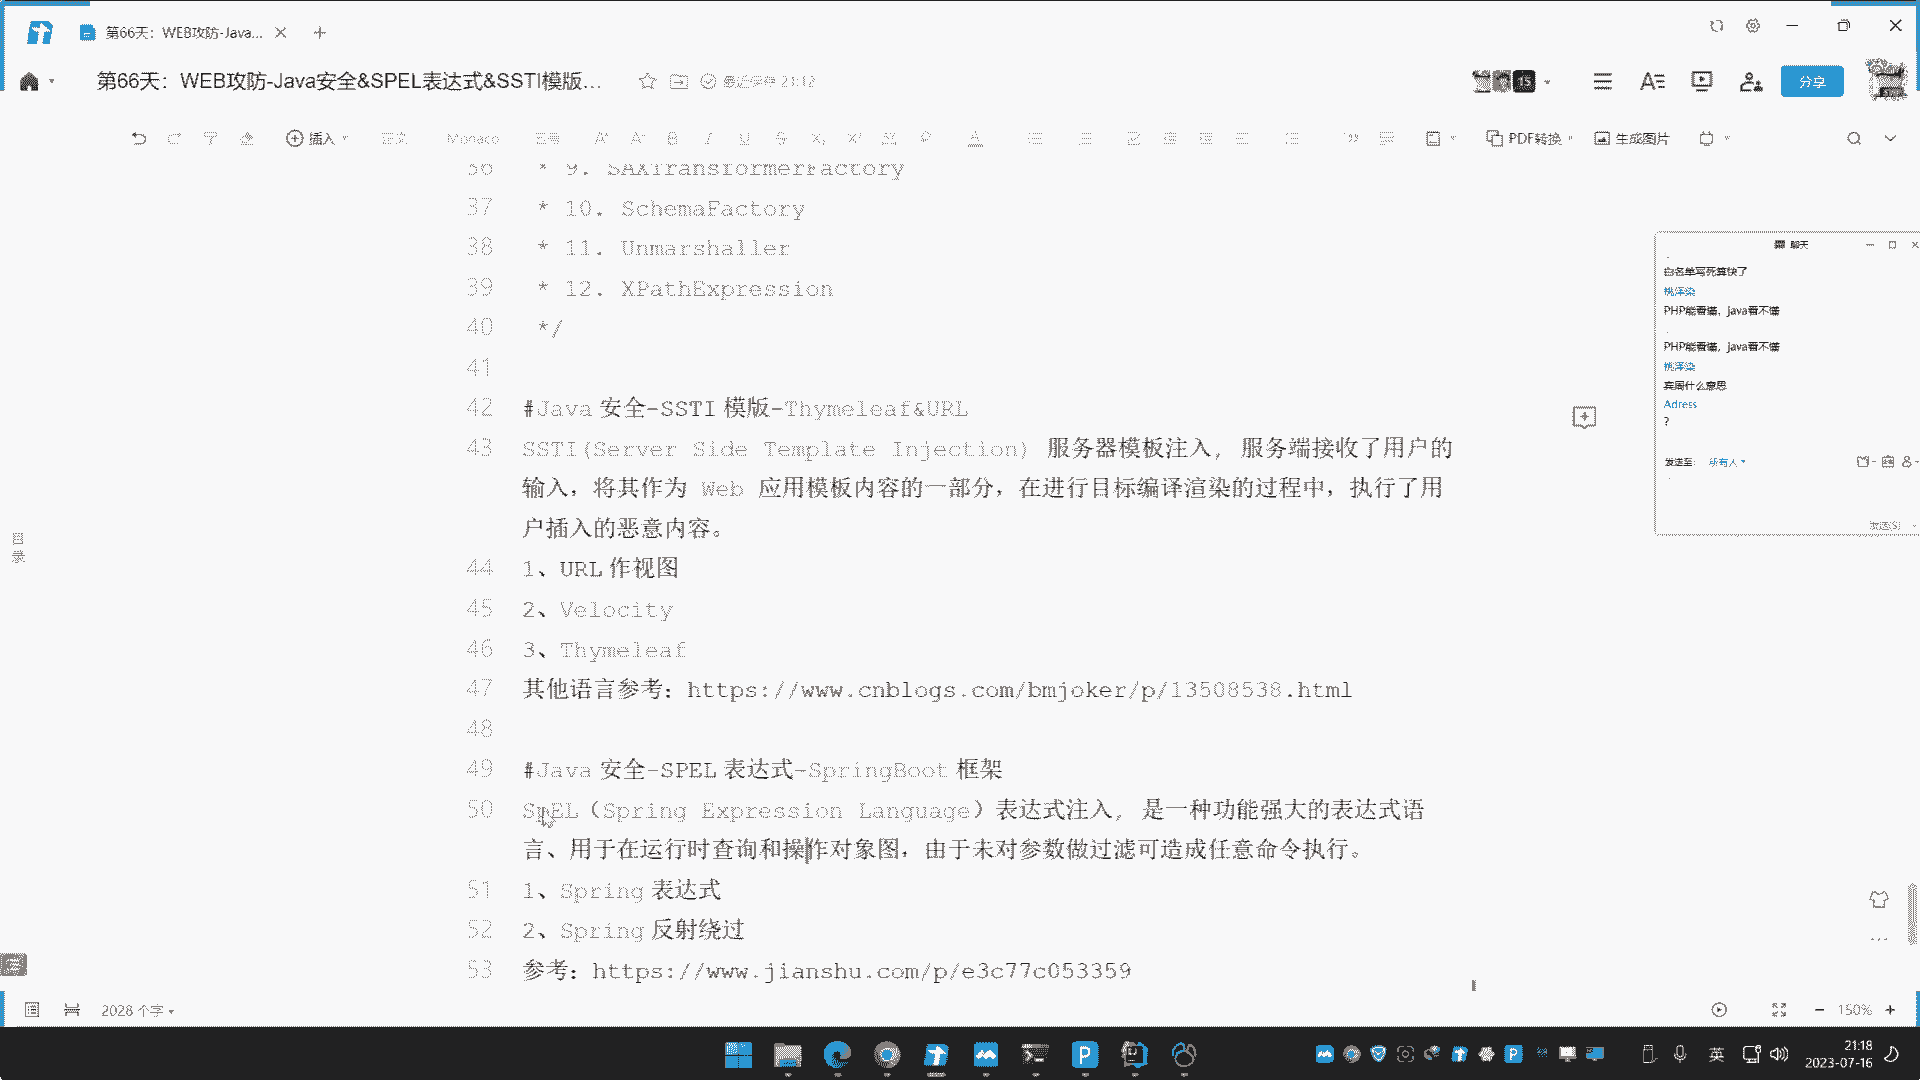 第66天：WEB攻防-Java...
第66天：WEB攻防-Java安全&SPEL表达式&SSTI模版...
最近保存 21:12
15
分享
插入
正文
Monaco
PDF转换
生成图片
36 * 9. SAXTransformerFactory
37 * 10. SchemaFactory
38 * 11. Unmarshaller
39 * 12. XPathExpression
40 */
41
42 #Java 安全-SSTI 模版-Thymeleaf&URL
43 SSTI(Server Side Template Injection) 服务器模板注入, 服务端接收了用户的
输入，将其作为 Web 应用模板内容的一部分，在进行目标编译渲染的过程中，执行了用
户插入的恶意内容。
44 1、URL 作视图
45 2、Velocity
46 3、Thymeleaf
47 其他语言参考：https://www.cnblogs.com/bmjoker/p/13508538.html
48
49 #Java 安全-SPEL 表达式-SpringBoot 框架
50 SpEL（Spring Expression Language）表达式注入, 是一种功能强大的表达式语
言、用于在运行时查询和操作对象图，由于未对参数做过滤可造成任意命令执行。
51 1、Spring 表达式
52 2、Spring 反射绕过
53 参考：https://www.jianshu.com/p/e3c77c053359
目录
聊天
白名单写死算快了
PHP能看懂，java看不懂
PHP能看懂，java看不懂
什么意思
Adress
?
发送至： 所有人
发送(S)
2028 个字
150%
英
21:18
2023-07-16